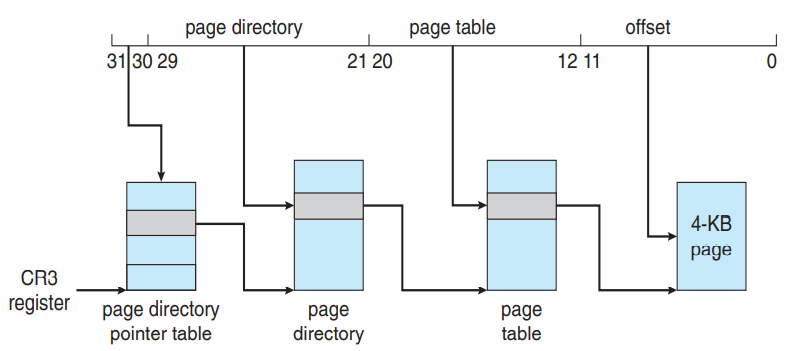 page directory page table offset
31 30 29 21 20 12 11 0
4-KB
page
CR3
register
page directory
pointer table
page
directory
page
table